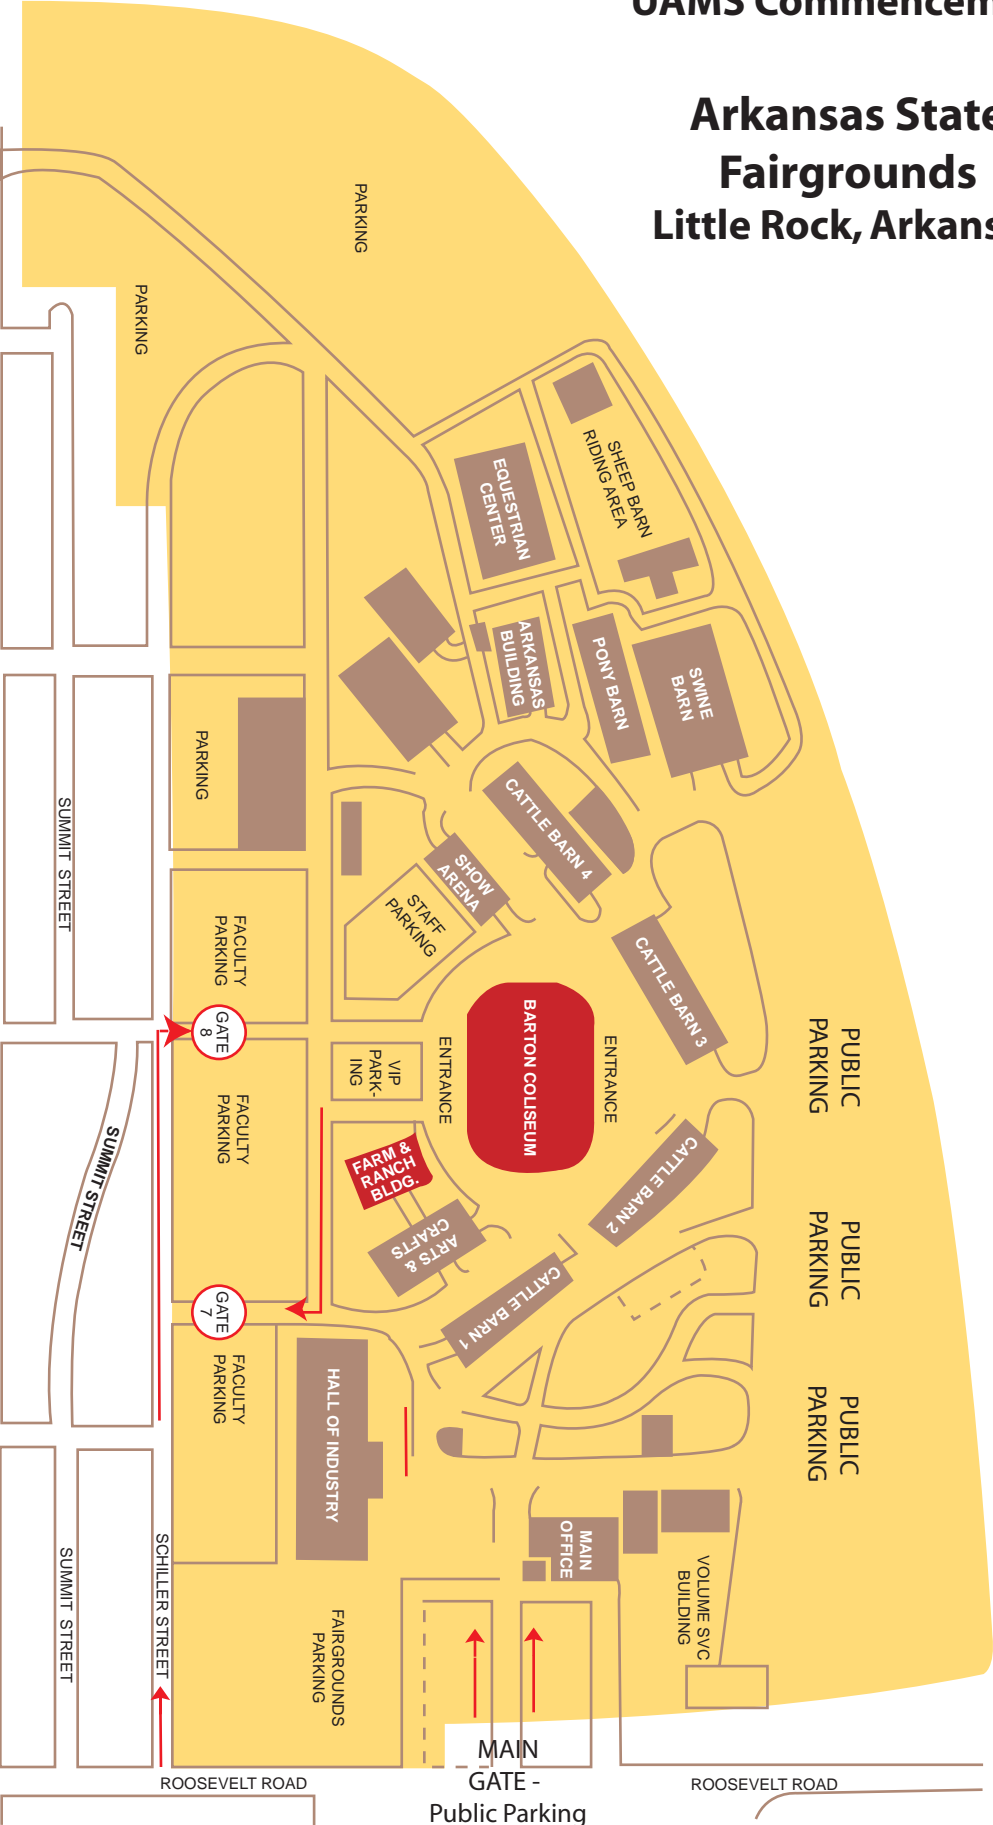 UAMS Commencem
Arkansas State
Fairgrounds
Little Rock, Arkans
PARKING
PARKING
SHEEP BARN
RIDING AREA
EQUESTRIAN
CENTER
ARKANSAS
BUILDING
PONY BARN
SWINE
BARN
PARKING
CATTLE BARN 4
SHOW
ARENA
STAFF
PARKING
SUMMIT STREET
FACULTY
PARKING
CATTLE BARN 3
GATE
8
VIP
PARK-
ING
ENTRANCE
BARTON COLISEUM
ENTRANCE
PUBLIC
PARKING
FACULTY
PARKING
SUMMIT STREET
FARM &
RANCH
BLDG.
ARTS &
CRAFTS
CATTLE BARN 2
PUBLIC
PARKING
CATTLE BARN 1
GATE
7
FACULTY
PARKING
HALL OF INDUSTRY
PUBLIC
PARKING
MAIN
OFFICE
VOLUME SVC
BUILDING
SUMMIT STREET
SCHILLER STREET
FAIRGROUNDS
PARKING
MAIN
GATE -
Public Parking
ROOSEVELT ROAD
ROOSEVELT ROAD